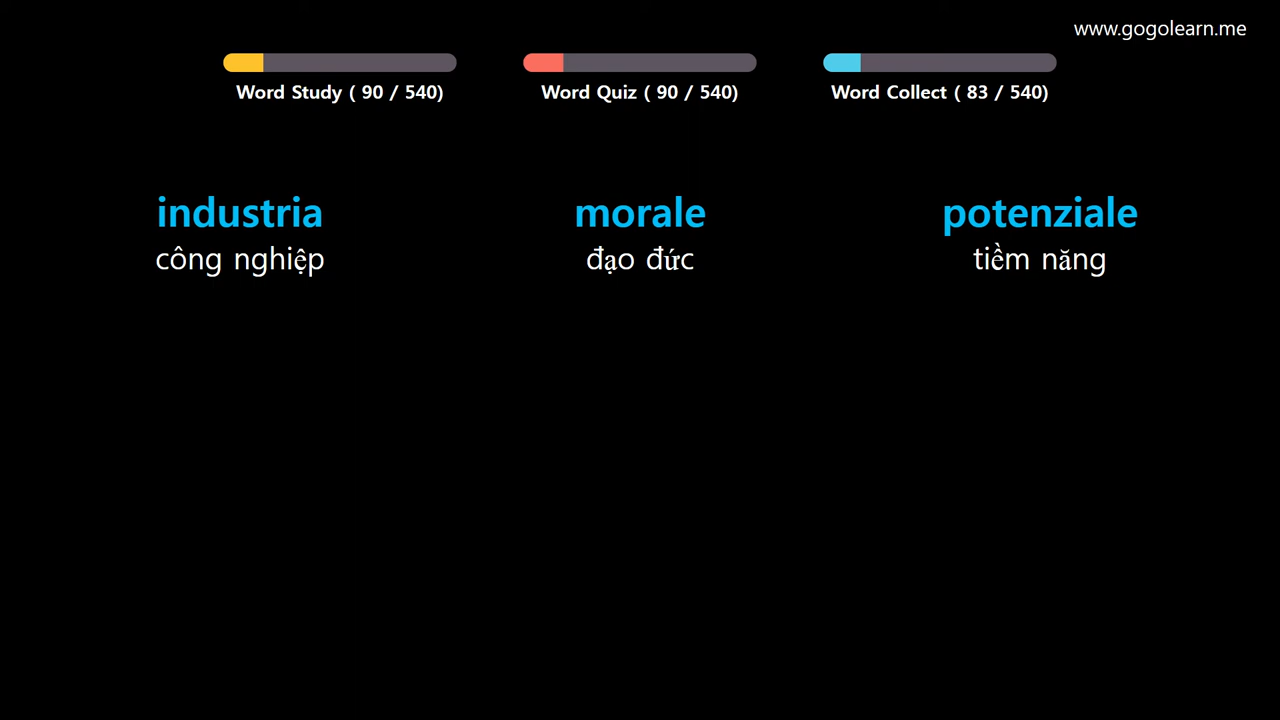 www.gogolearn.me
Word Study ( 90 / 540)
Word Quiz ( 90 / 540)
Word Collect ( 83 / 540)
industria
công nghiệp
morale
đạo đức
potenziale
tiềm năng